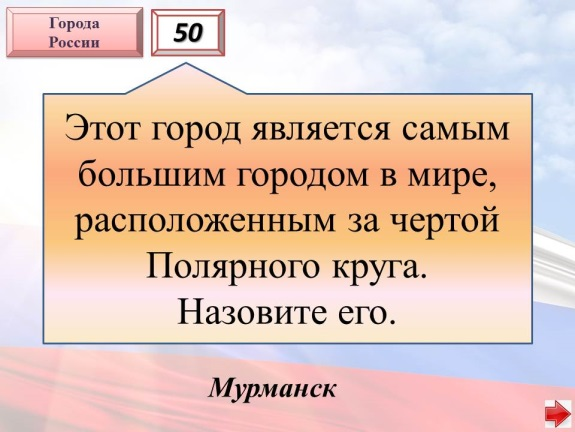 Города
России
50
Этот город является самым
большим городом в мире,
расположенным за чертой
Полярного круга.
Назовите его.
Мурманск